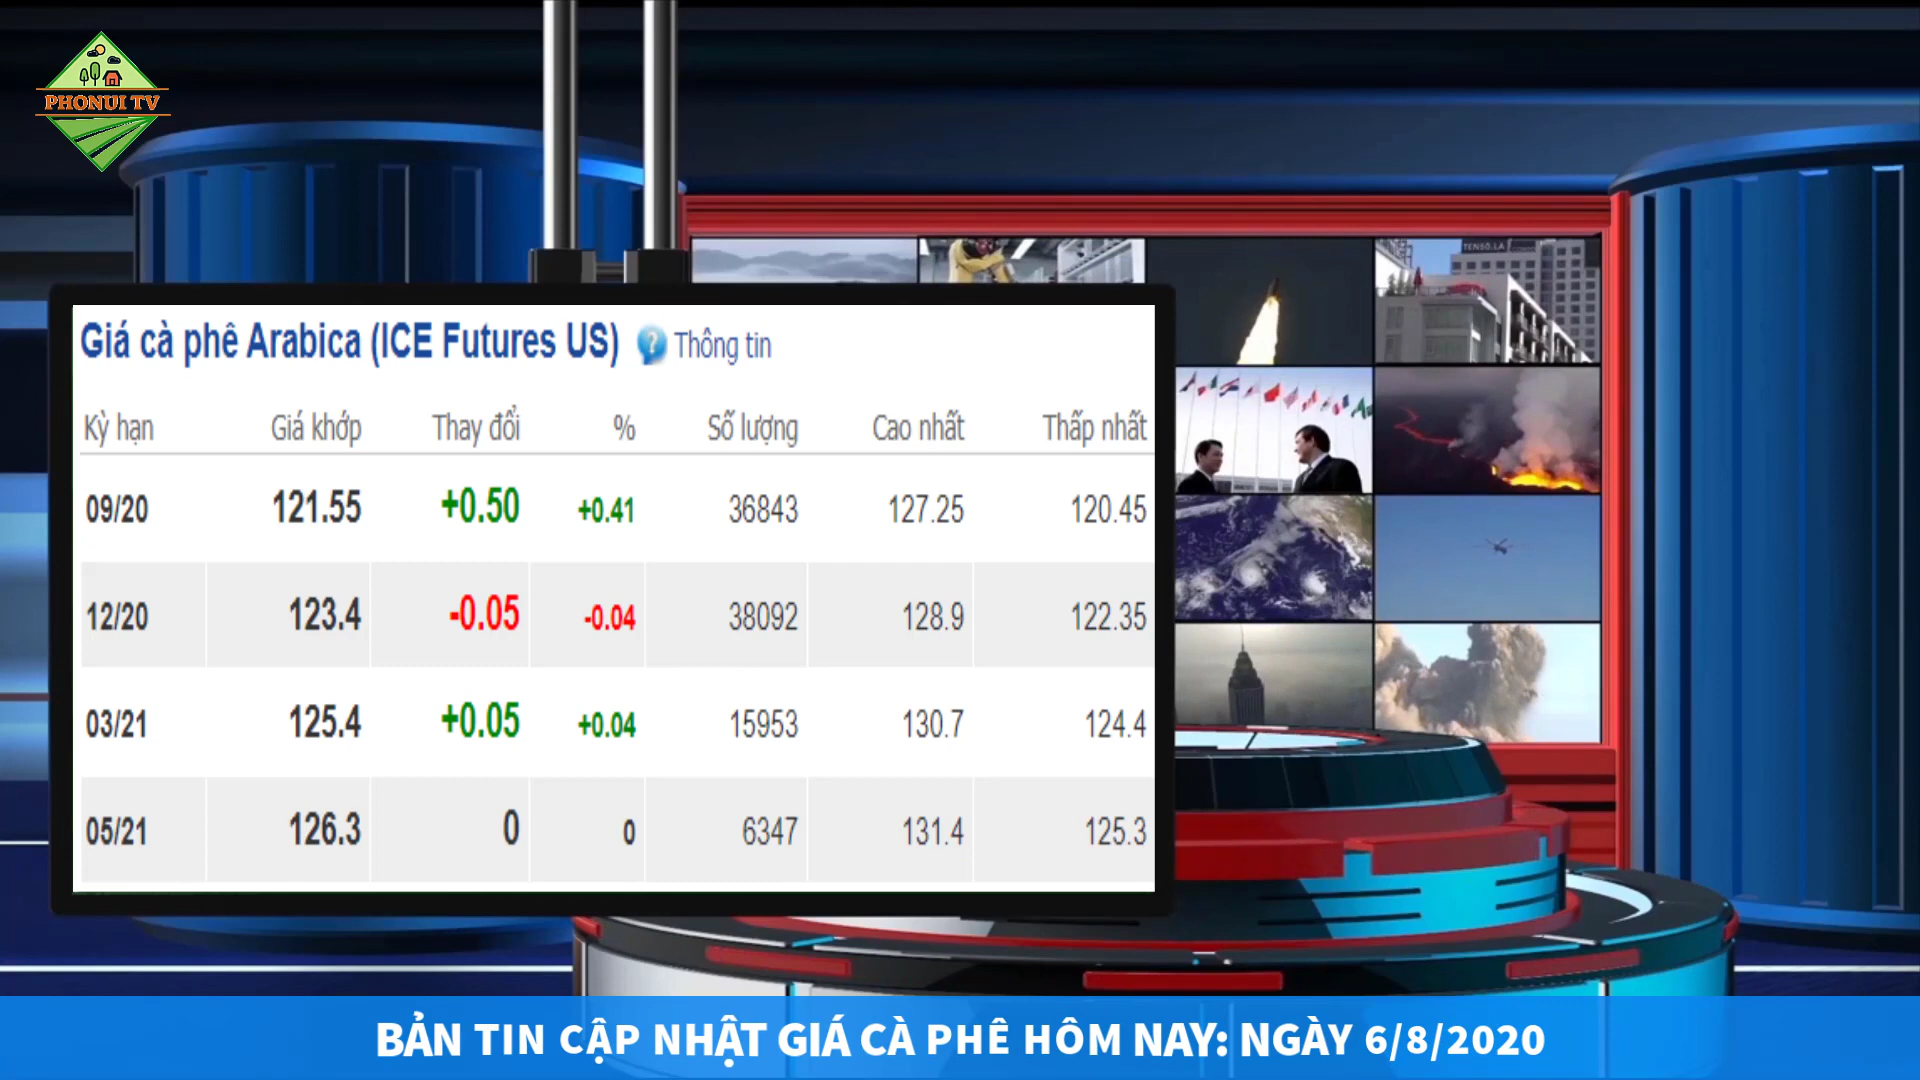 PHONUI TV
TENSO.LA
Giá cà phê Arabica (ICE Futures US) ? Thông tin
Kỳ hạn Giá khớp Thay đổi % Số lượng Cao nhất Thấp nhất
09/20 121.55 +0.50 +0.41 36843 127.25 120.45
12/20 123.4 -0.05 -0.04 38092 128.9 122.35
03/21 125.4 +0.05 +0.04 15953 130.7 124.4
05/21 126.3 0 0 6347 131.4 125.3
BẢN TIN CẬP NHẬT GIÁ CÀ PHÊ HÔM NAY: NGÀY 6/8/2020